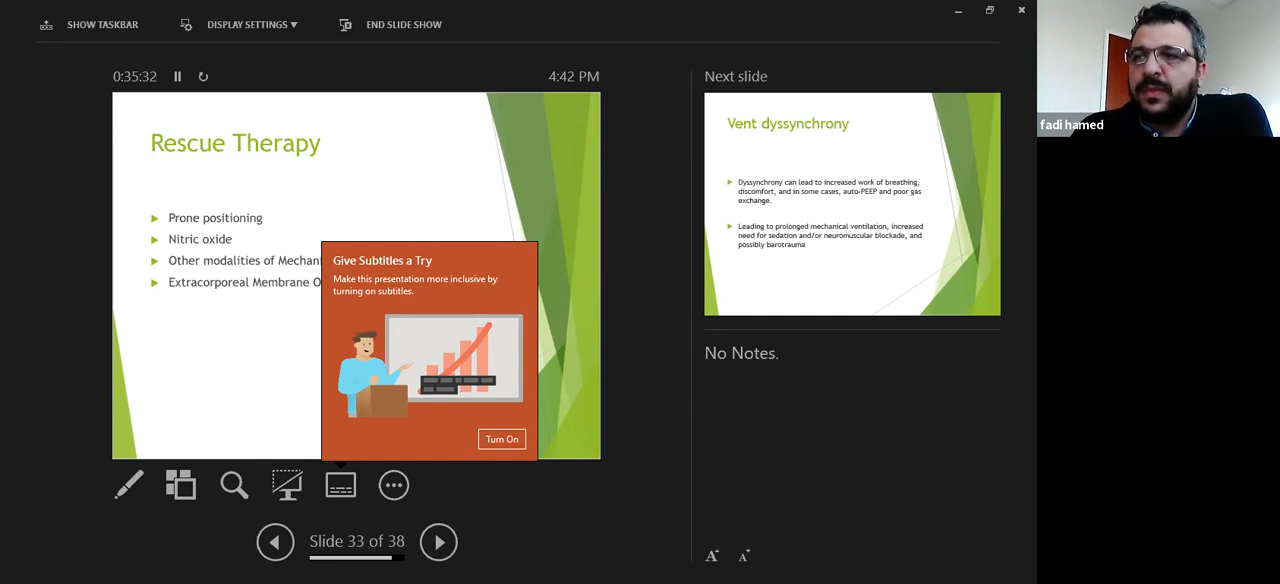 SHOW TASKBAR
DISPLAY SETTINGS ▼
END SLIDE SHOW
0:35:32
4:42 PM
Rescue Therapy
Prone positioning
Nitric oxide
Other modalities of
Extracorporeal Membrane
Give Subtitles a Try
Make this presentation more inclusive by
turning on subtitles.
Turn On
Slide 33 of 38
Next slide
Vent dyssynchrony
Dyssynchrony can lead to increased work of breathing,
discomfort, and in some cases, auto-PEEP and poor gas
exchange.
Leading to prolonged mechanical ventilation, increased
need for sedation and/or neuromuscular blockade, and
possibly barotrauma
No Notes.
A A
fadi hamed